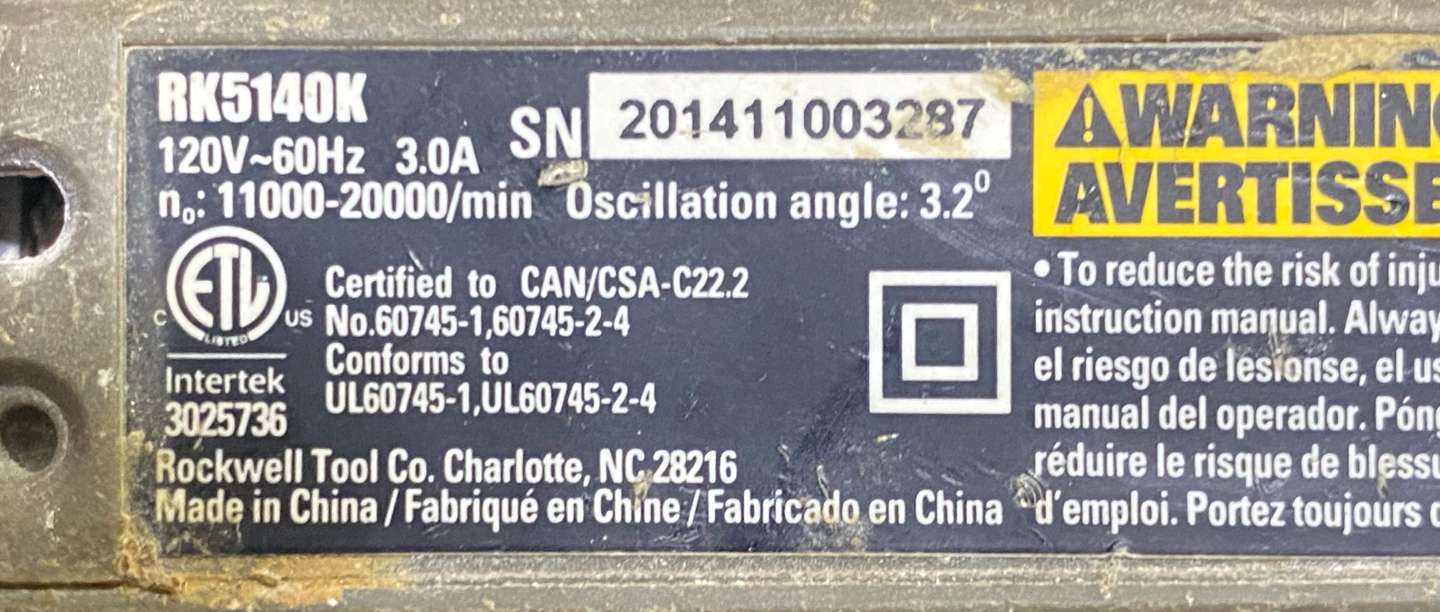 RK5140K
120V~60Hz 3.0A
SN 201411003287
n₀: 11000-20000/min Oscillation angle: 3.2⁰
ETL
C US
LISTED
Intertek
3025736
Certified to CAN/CSA-C22.2
No.60745-1,60745-2-4
Conforms to
UL60745-1,UL60745-2-4
Rockwell Tool Co. Charlotte, NC 28216
Made in China / Fabriqué en Chine / Fabricado en China
WARNING
AVERTISSE
• To reduce the risk of inju
instruction manual. Alway
el riesgo de lesionse, el us
manual del operador. Póng
réduire le risque de blessu
d'emploi. Portez toujours d